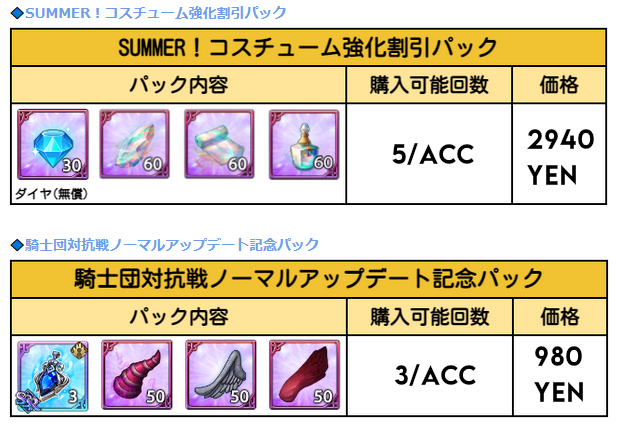 ◆SUMMER！コスチューム強化割引パック
SUMMER！コスチューム強化割引パック
パック内容 購入可能回数 価格
30 60 60 60
ダイヤ(無償)
5/ACC
2940
YEN
◆騎士団対抗戦ノーマルアップデート記念パック
騎士団対抗戦ノーマルアップデート記念パック
パック内容 購入可能回数 価格
SR 3 50 50 50
3/ACC
980
YEN